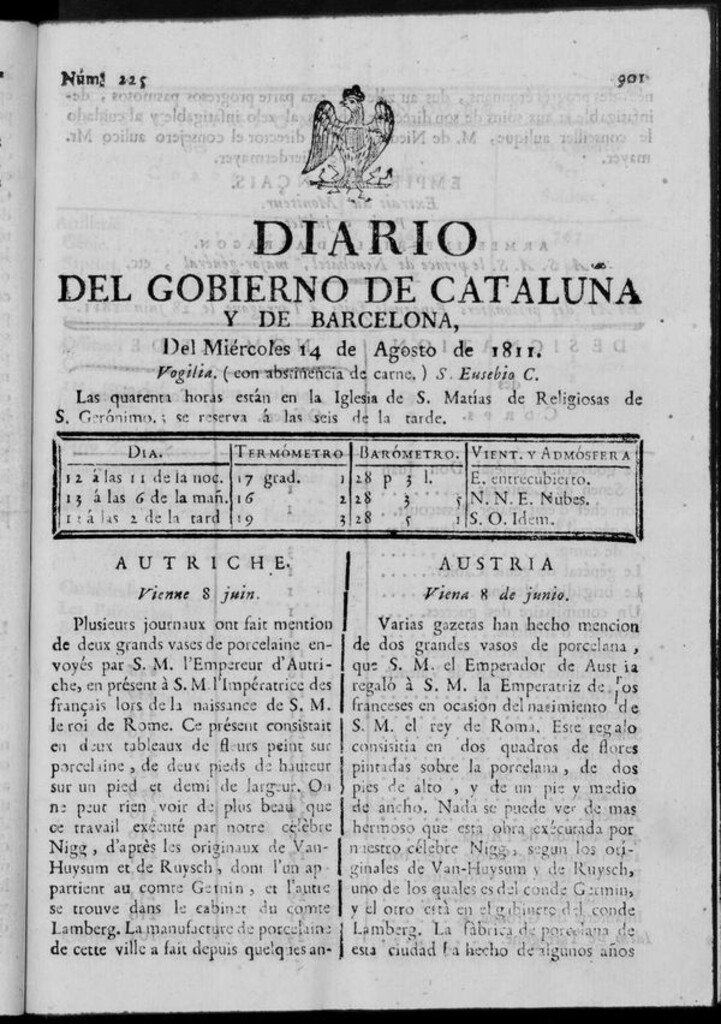 Núm. 225
901
DIARIO
DEL GOBIERNO DE CATALUÑA
Y DE BARCELONA,
Del Miércoles 14 de Agosto de 1811.
Vogilia. ( con abstinencia de carne. ) S. Eusebio C.
Las quarenta horas están en la Iglesia de S. Matías de Religiosas de
S. Gerónimo. ; se reserva á las seis de la tarde.
Dia. Termómetro Barómetro. Vient. y Admósfera
12 á las 11 de la noc. 17 grad. 1 28 p 3 l. E. entrecubierto.
13 á las 6 de la mañ. 16 2 28 3 5 N. N. E. Nubes.
á las 2 de la tard 19 3 28 5 1 S. O. Idem.
AUTRICHE.
Vienne 8 juin.
Plusieurs journaux ont fait mention
de deux grands vases de porcelaine en-
voyés par S. M. l'Empereur d'Autri-
che, en présent à S. M l'Impératrice des
français lors de la naissance de S. M.
le roi de Rome. Ce présent consistait
en deux tableaux de fleurs peint sur
porcelaine , de deux pieds de hauteur
sur un pied et demi de largeur. On
ne peut rien voir de plus beau que
ce travail exécuté par notre célèbre
Nigg , d'après les originaux de Van-
Huysum et de Ruysch , dont l'un ap
partient au comte Gernin , et l'autre
se trouve dans le cabinet du comte
Lamberg. La manufacture de porcelaine
de cette ville a fait depuis quelques an-
AUSTRIA
Viena 8 de junio.
Varias gazetas han hecho mencion
de dos grandes vasos de porcelana ,
que S. M. el Emperador de Austria
regaló à S. M. la Emperatriz de los
franceses en ocasion del nacimiento de
S. M. el rey de Roma. Este regalo
consisitia en dos quadros de flores
pintadas sobre la porcelana , de dos
pies de alto , y de un pie y medio
de ancho. Nada se puede ver de mas
hermoso que esta obra exécurada por
nuestro célebre Nigg, segun los ori-
ginales de Van-Huysum y de Ruysch,
uno de los quales es del conde Germin,
y el otro está en el gabinete del conde
Lamberg. La fábrica de porcelana de
esta ciudad ha hecho de algunos años